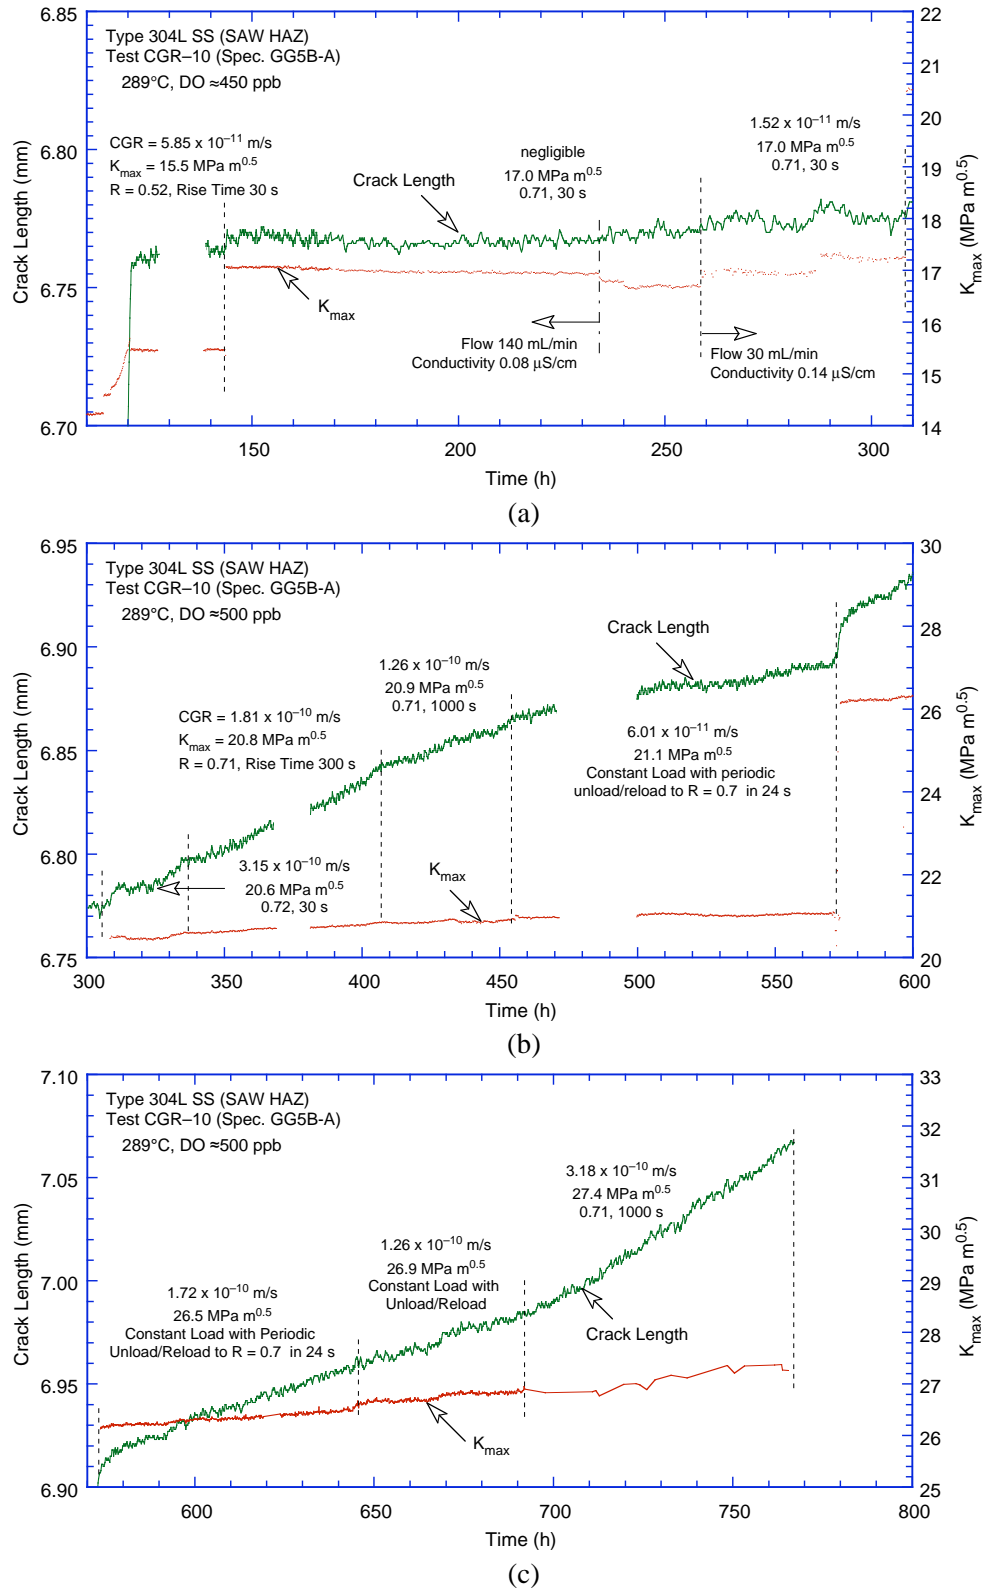 6.85
6.80
6.75
6.70
Crack Length (mm)
Type 304L SS (SAW HAZ)
Test CGR–10 (Spec. GG5B-A)
289°C, DO ≈450 ppb
CGR = 5.85 x 10⁻¹¹ m/s
Kmax = 15.5 MPa m0.5
R = 0.52, Rise Time 30 s
Crack Length
negligible
17.0 MPa m0.5
0.71, 30 s
1.52 x 10⁻¹¹ m/s
17.0 MPa m0.5
0.71, 30 s
Kmax
Flow 140 mL/min
Conductivity 0.08 µS/cm
Flow 30 mL/min
Conductivity 0.14 µS/cm
22
21
20
19
18
17
16
15
14
Kmax (MPa m0.5)
150 200 250 300
Time (h)
(a)
6.95
6.90
6.85
6.80
6.75
Crack Length (mm)
Type 304L SS (SAW HAZ)
Test CGR–10 (Spec. GG5B-A)
289°C, DO ≈500 ppb
CGR = 1.81 x 10⁻¹⁰ m/s
Kmax = 20.8 MPa m0.5
R = 0.71, Rise Time 300 s
1.26 x 10⁻¹⁰ m/s
20.9 MPa m0.5
0.71, 1000 s
Crack Length
6.01 x 10⁻¹¹ m/s
21.1 MPa m0.5
Constant Load with periodic
unload/reload to R = 0.7 in 24 s
3.15 x 10⁻¹⁰ m/s
20.6 MPa m0.5
0.72, 30 s
Kmax
30
28
26
24
22
20
Kmax (MPa m0.5)
300 350 400 450 500 550 600
Time (h)
(b)
7.10
7.05
7.00
6.95
6.90
Crack Length (mm)
Type 304L SS (SAW HAZ)
Test CGR–10 (Spec. GG5B-A)
289°C, DO ≈500 ppb
1.72 x 10⁻¹⁰ m/s
26.5 MPa m0.5
Constant Load with Periodic
Unload/Reload to R = 0.7 in 24 s
1.26 x 10⁻¹⁰ m/s
26.9 MPa m0.5
Constant Load with
Unload/Reload
3.18 x 10⁻¹⁰ m/s
27.4 MPa m0.5
0.71, 1000 s
Crack Length
Kmax
33
32
31
30
29
28
27
26
25
Kmax (MPa m0.5)
600 650 700 750 800
Time (h)
(c)